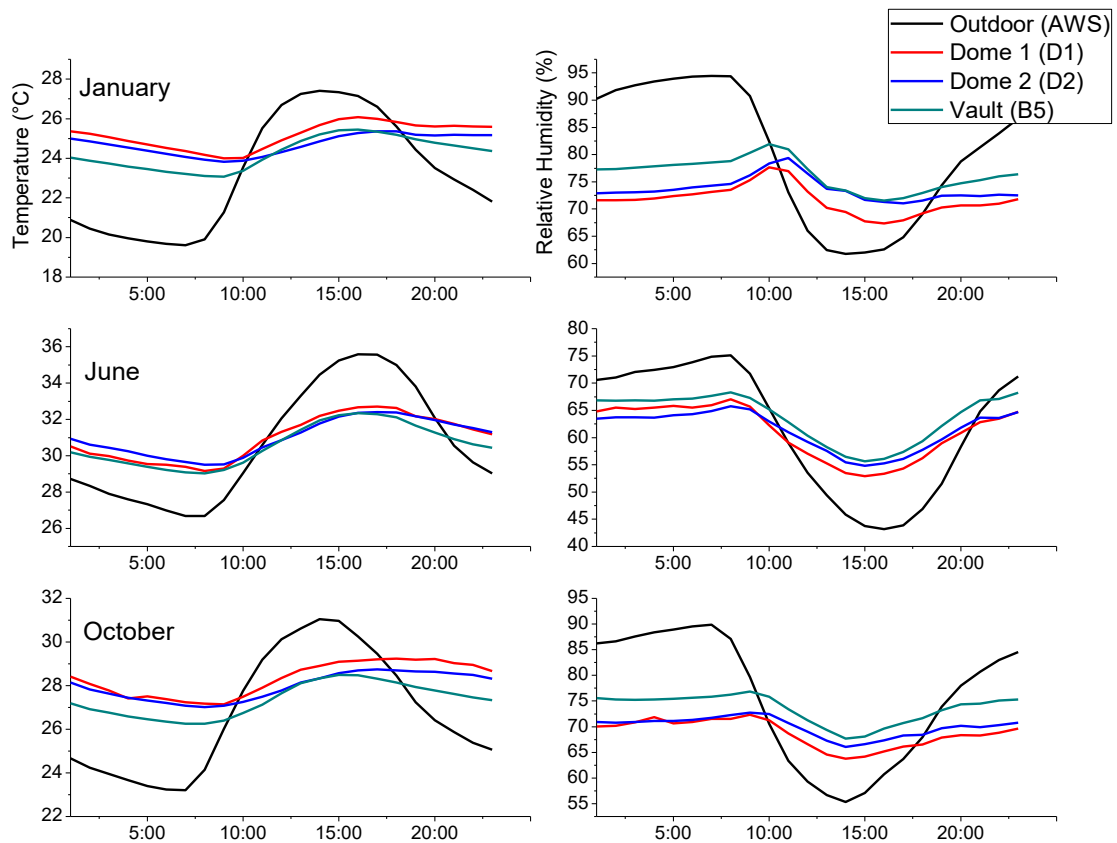 Outdoor (AWS)
Dome 1 (D1)
Dome 2 (D2)
Vault (B5)
January
Temperature (°C)
28
26
24
22
20
18
5:00 10:00 15:00 20:00
Relative Humidity (%)
95
90
85
80
75
70
65
60
5:00 10:00 15:00 20:00
June
36
34
32
30
28
26
5:00 10:00 15:00 20:00
80
75
70
65
60
55
50
45
40
5:00 10:00 15:00 20:00
October
32
30
28
26
24
22
5:00 10:00 15:00 20:00
95
90
85
80
75
70
65
60
55
5:00 10:00 15:00 20:00